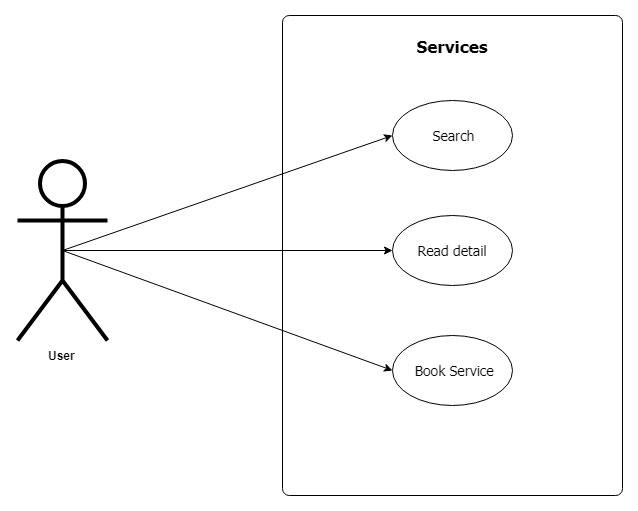 Services
Search
Read detail
Book Service
User